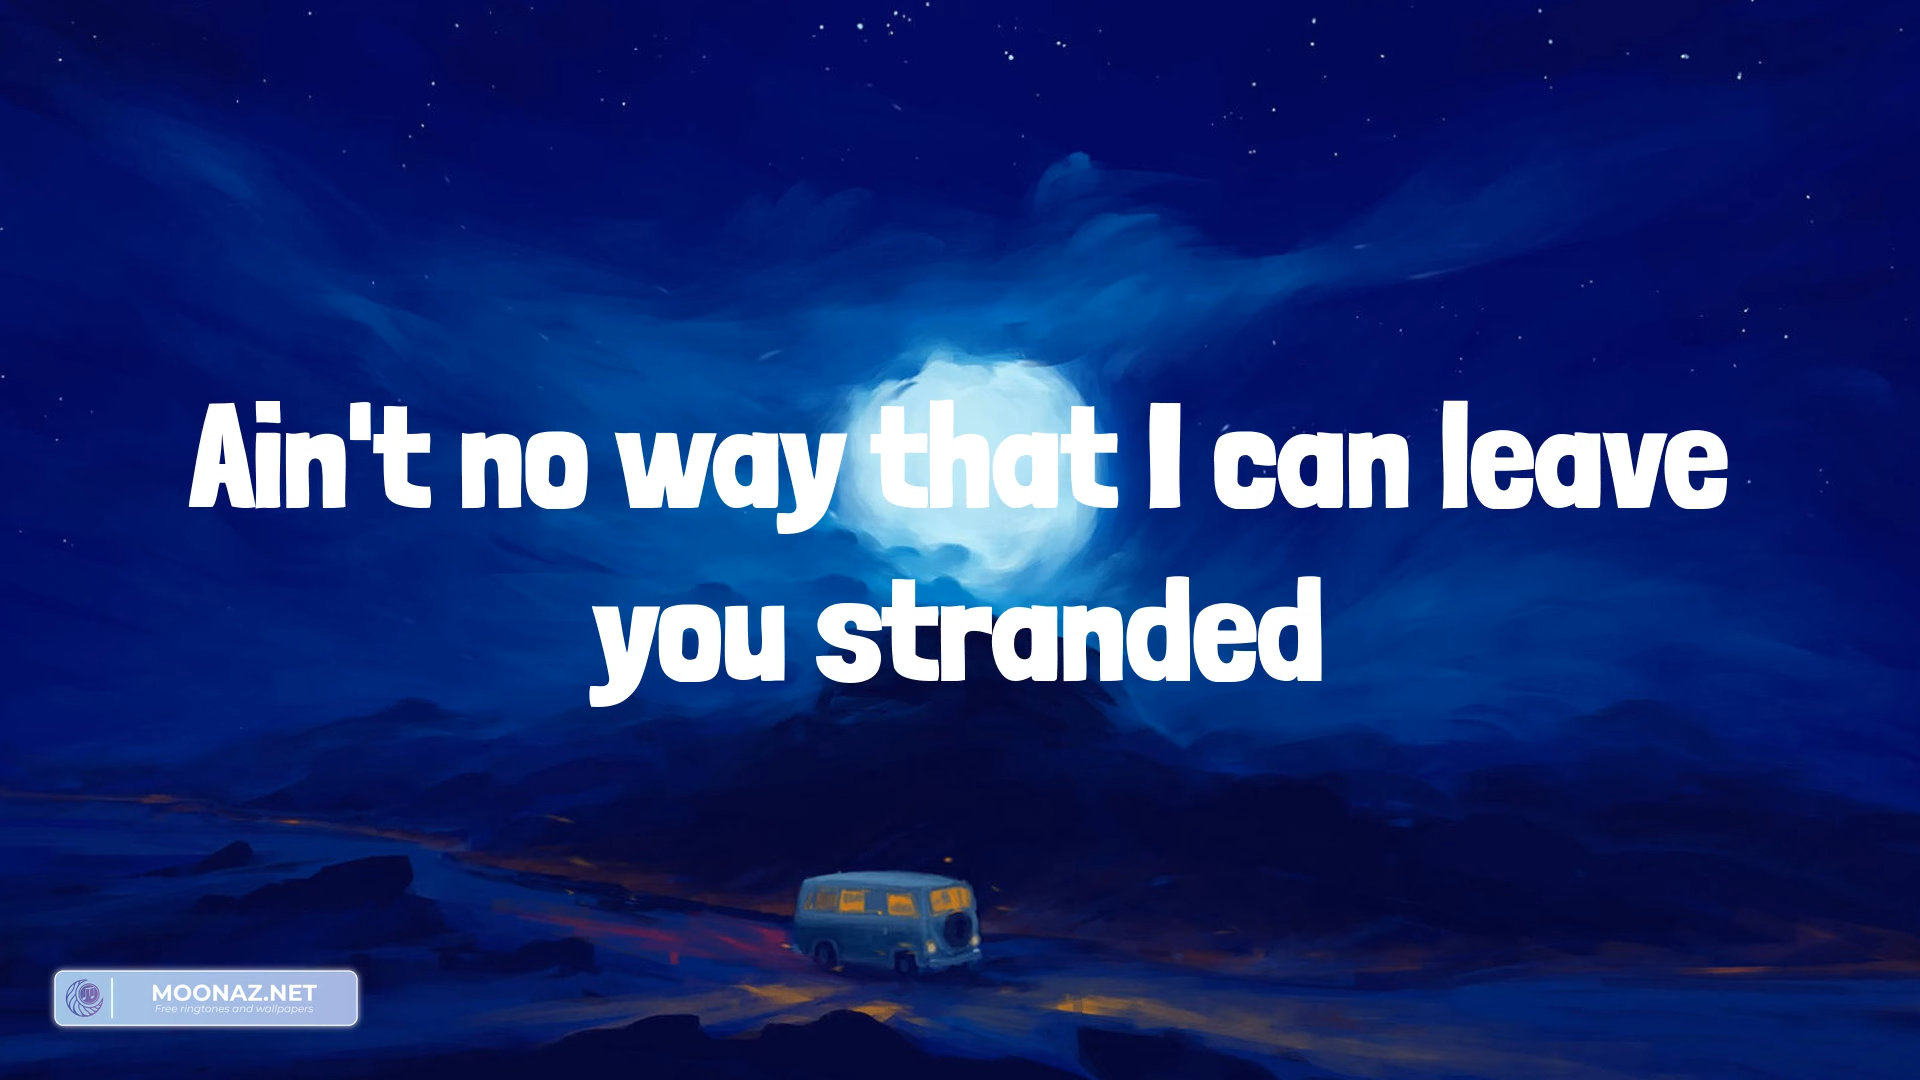 Ain't no way that I can leave
you stranded
MOONAZ.NET
Free ringtones and wallpapers